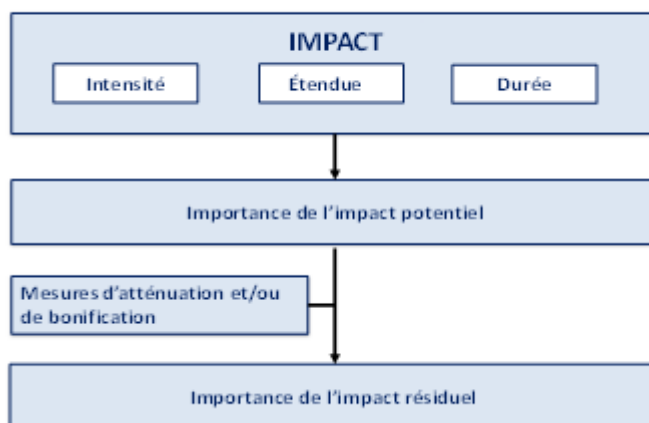 IMPACT
Intensité
Étendue
Durée
Importance de l'impact potentiel
Mesures d'atténuation et/ou
de bonification
Importance de l'impact résiduel